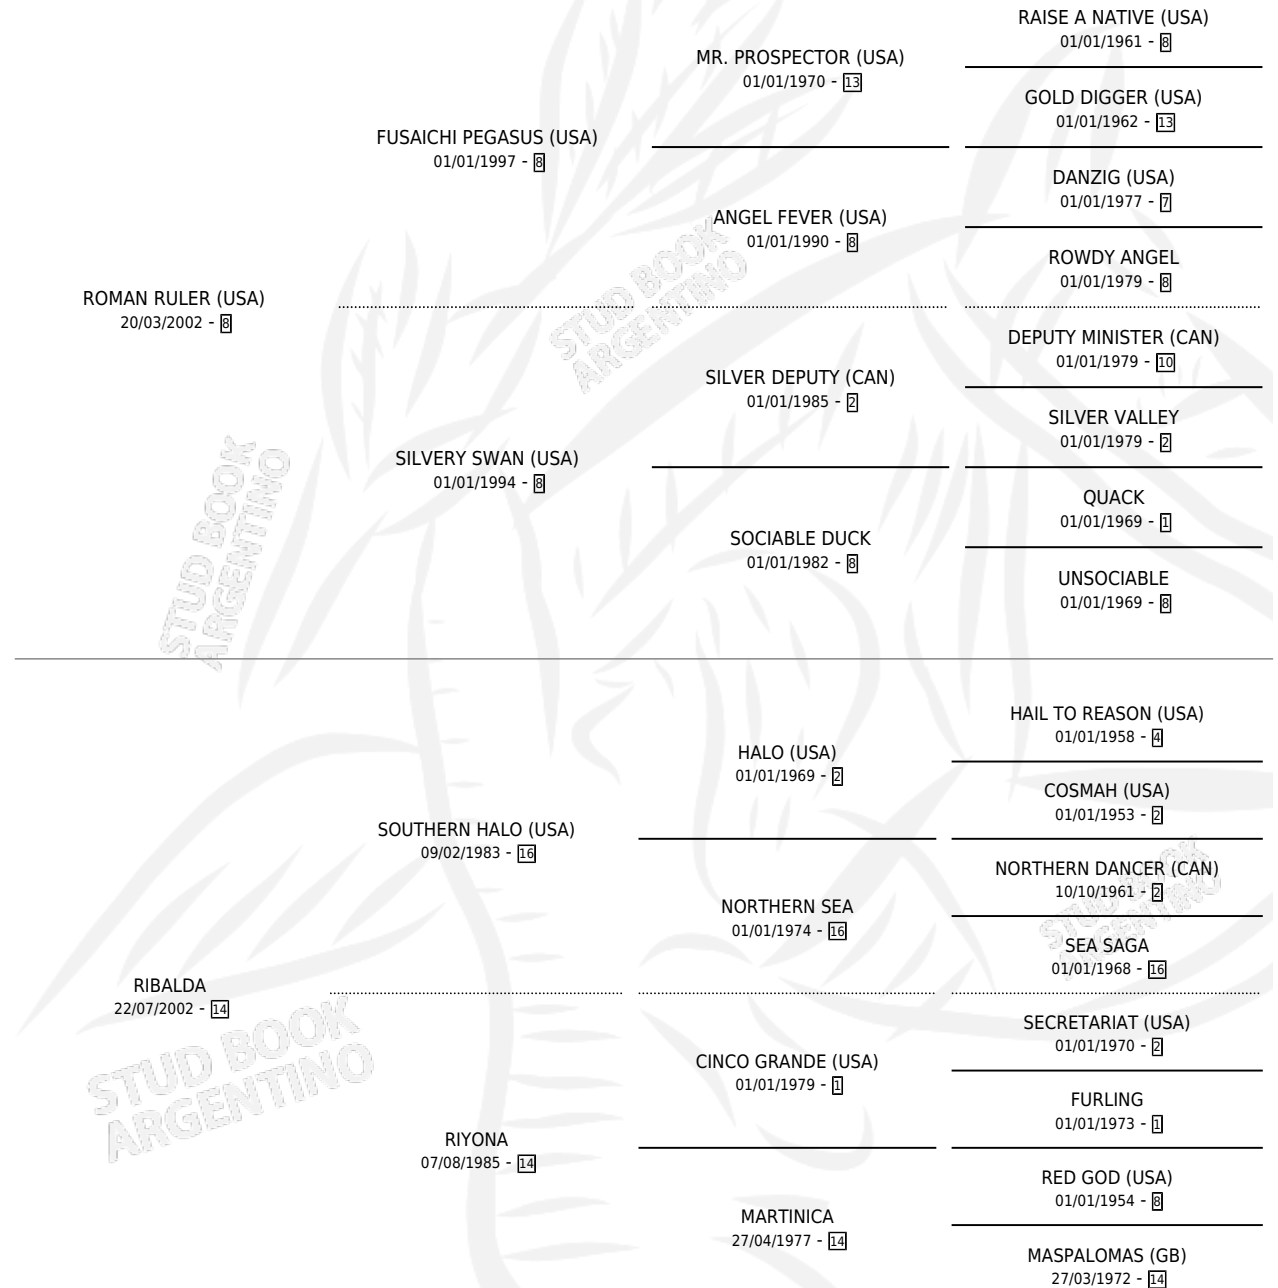 RAISE A NATIVE (USA)
01/01/1961 - 8
MR. PROSPECTOR (USA)
01/01/1970 - 13
GOLD DIGGER (USA)
01/01/1962 - 13
FUSAICHI PEGASUS (USA)
01/01/1997 - 8
DANZIG (USA)
01/01/1977 - 7
ANGEL FEVER (USA)
01/01/1990 - 8
ROWDY ANGEL
01/01/1979 - 8
ROMAN RULER (USA)
20/03/2002 - 8
DEPUTY MINISTER (CAN)
01/01/1979 - 10
SILVER DEPUTY (CAN)
01/01/1985 - 2
SILVER VALLEY
01/01/1979 - 2
SILVERY SWAN (USA)
01/01/1994 - 8
QUACK
01/01/1969 - 1
SOCIABLE DUCK
01/01/1982 - 8
UNSOCIABLE
01/01/1969 - 8
HAIL TO REASON (USA)
01/01/1958 - 4
HALO (USA)
01/01/1969 - 2
COSMAH (USA)
01/01/1953 - 2
SOUTHERN HALO (USA)
09/02/1983 - 16
NORTHERN DANCER (CAN)
10/10/1961 - 2
NORTHERN SEA
01/01/1974 - 16
SEA SAGA
01/01/1968 - 16
RIBALDA
22/07/2002 - 14
SECRETARIAT (USA)
01/01/1970 - 2
CINCO GRANDE (USA)
01/01/1979 - 1
FURLING
01/01/1973 - 1
RIYONA
07/08/1985 - 14
RED GOD (USA)
01/01/1954 - 8
MARTINICA
27/04/1977 - 14
MASPALOMAS (GB)
27/03/1972 - 14
STUD BOOK
ARGENTINO
STUD BOOK
ARGENTINO
STUD BOOK
ARGENTINO
STUD BOOK
ARGENTINO